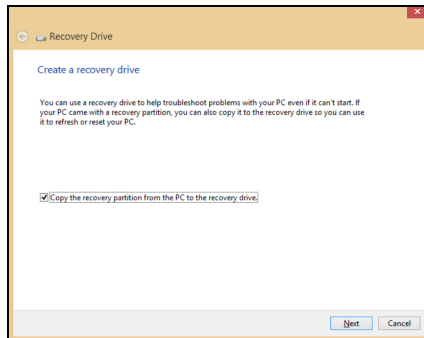 Recovery Drive
Create a recovery drive
You can use a recovery drive to help troubleshoot problems with your PC even if it can't start. If
your PC came with a recovery partition, you can also copy it to the recovery drive so you can use
it to refresh or reset your PC.
Copy the recovery partition from the PC to the recovery drive.
Next Cancel